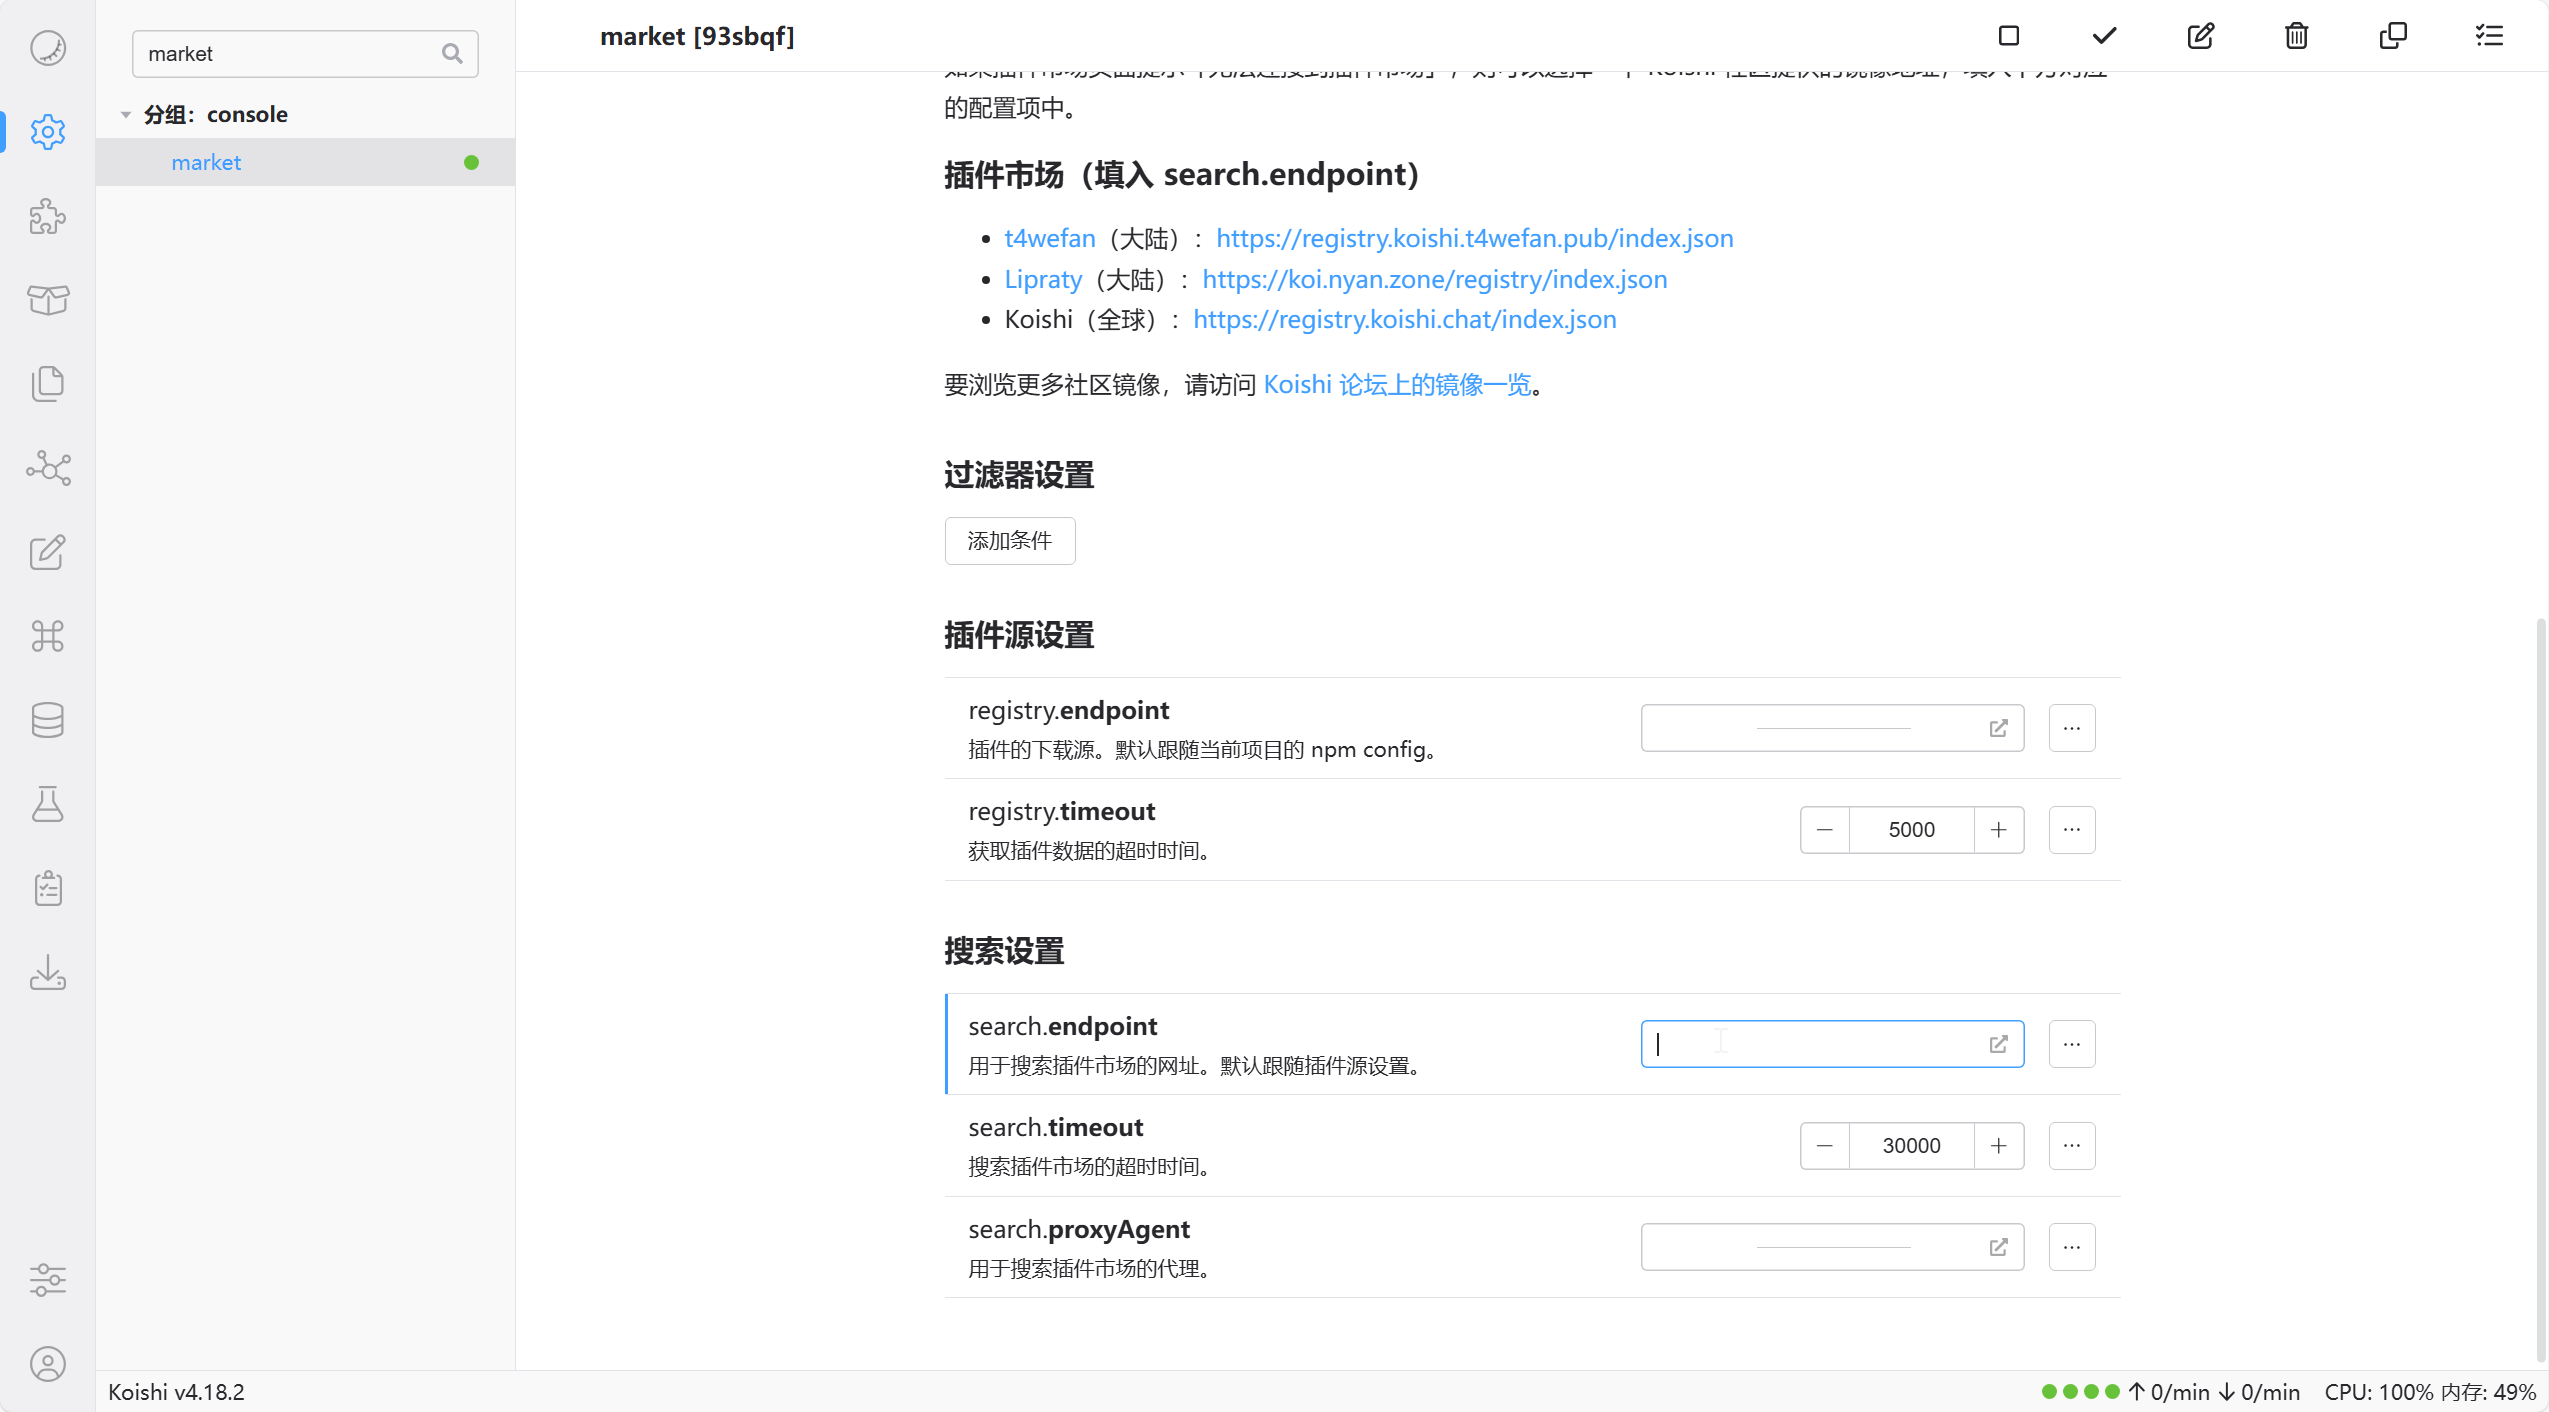 market
分组：console
market
market [93sbqf]
的配置项中。
插件市场（填入 search.endpoint）
t4wefan（大陆）：https://registry.koishi.t4wefan.pub/index.json
Lipraty（大陆）：https://koi.nyan.zone/registry/index.json
Koishi（全球）：https://registry.koishi.chat/index.json
要浏览更多社区镜像，请访问 Koishi 论坛上的镜像一览。
过滤器设置
添加条件
插件源设置
registry.endpoint
插件的下载源。默认跟随当前项目的 npm config。
registry.timeout
获取插件数据的超时时间。
5000
搜索设置
search.endpoint
用于搜索插件市场的网址。默认跟随插件源设置。
search.timeout
搜索插件市场的超时时间。
30000
search.proxyAgent
用于搜索插件市场的代理。
Koishi v4.18.2
0/min 0/min CPU: 100% 内存: 49%